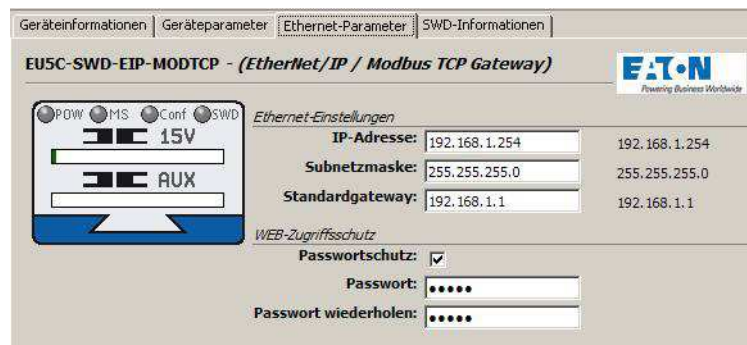 Geräteinformationen Geräteparameter Ethernet-Parameter SWD-Informationen
EU5C-SWD-EIP-MODTCP - (EtherNet/IP / Modbus TCP Gateway)
EATON
Powering Business Worldwide
POW MS Conf SWD
15V
AUX
Ethernet-Einstellungen
IP-Adresse: 192.168.1.254 192.168.1.254
Subnetzmaske: 255.255.255.0 255.255.255.0
Standardgateway: 192.168.1.1 192.168.1.1
WEB-Zugriffsschutz
Passwortschutz:
Passwort: •••••
Passwort wiederholen: •••••